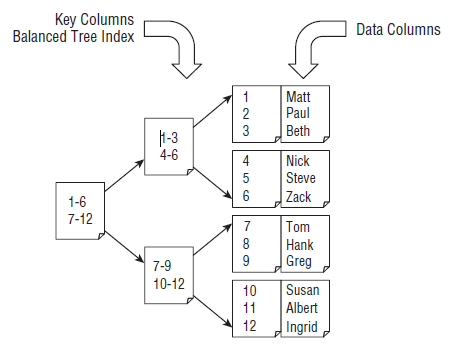 Key Columns
Balanced Tree Index
Data Columns
1-6
7-12
1-3
4-6
7-9
10-12
1 Matt
2 Paul
3 Beth
4 Nick
5 Steve
6 Zack
7 Tom
8 Hank
9 Greg
10 Susan
11 Albert
12 Ingrid